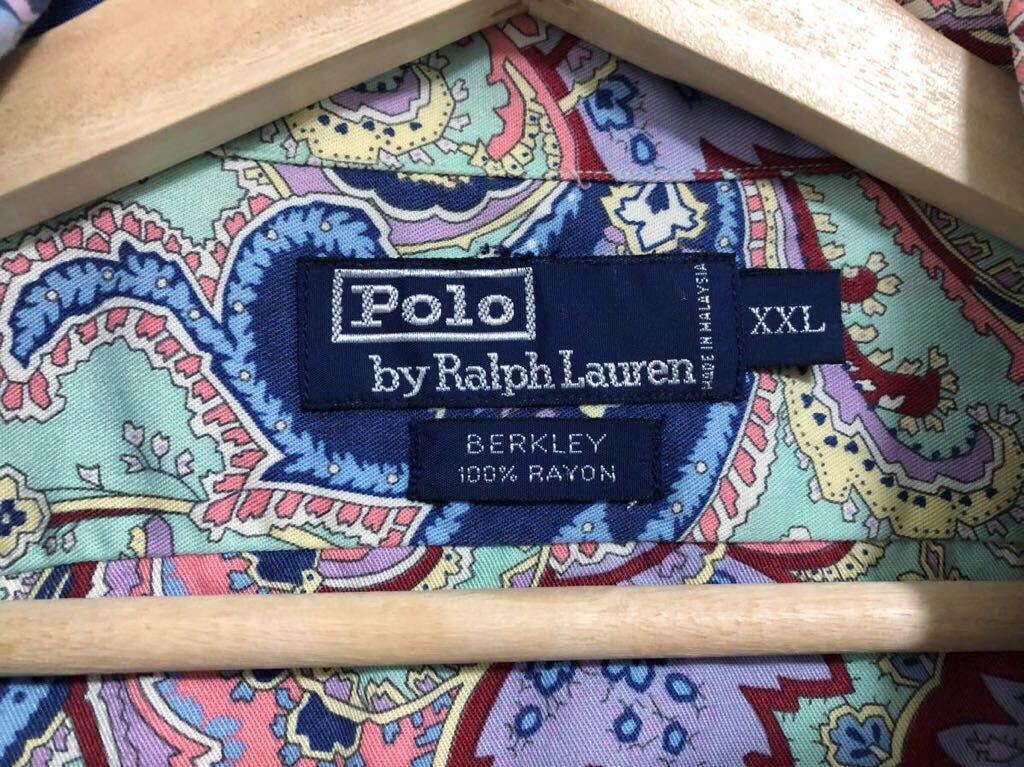 Polo
by Ralph Lauren
MADE IN MALAYSIA
XXL
BERKLEY
100% RAYON